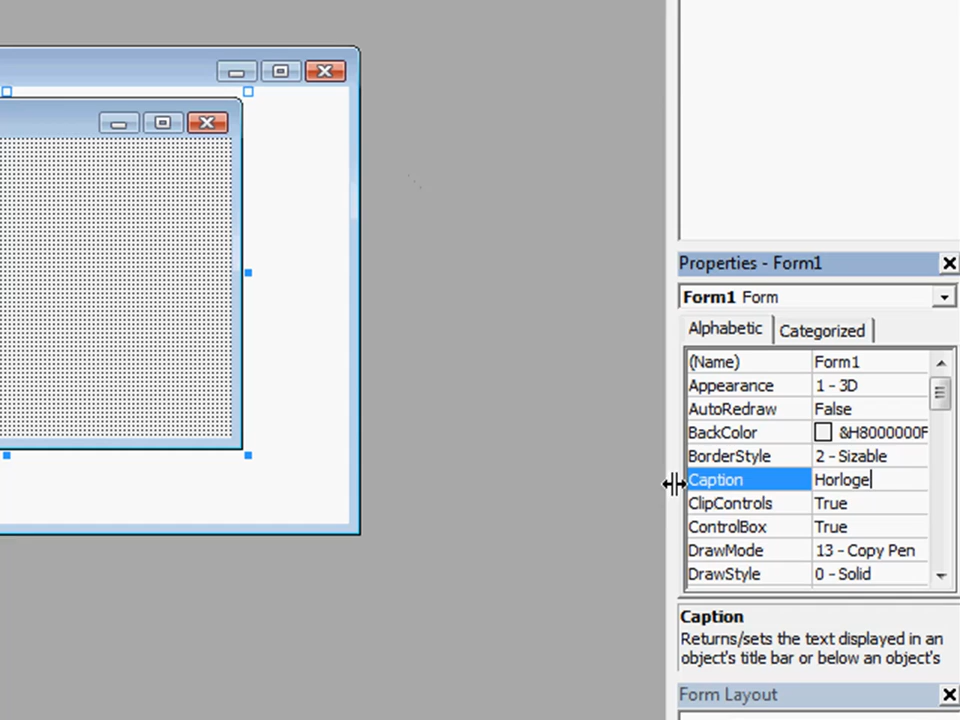 Properties - Form1
Form1 Form
Alphabetic Categorized
(Name) Form1
Appearance 1 - 3D
AutoRedraw False
BackColor &H8000000F
BorderStyle 2 - Sizable
Caption Horloge
ClipControls True
ControlBox True
DrawMode 13 - Copy Pen
DrawStyle 0 - Solid
Caption
Returns/sets the text displayed in an
object's title bar or below an object's
Form Layout